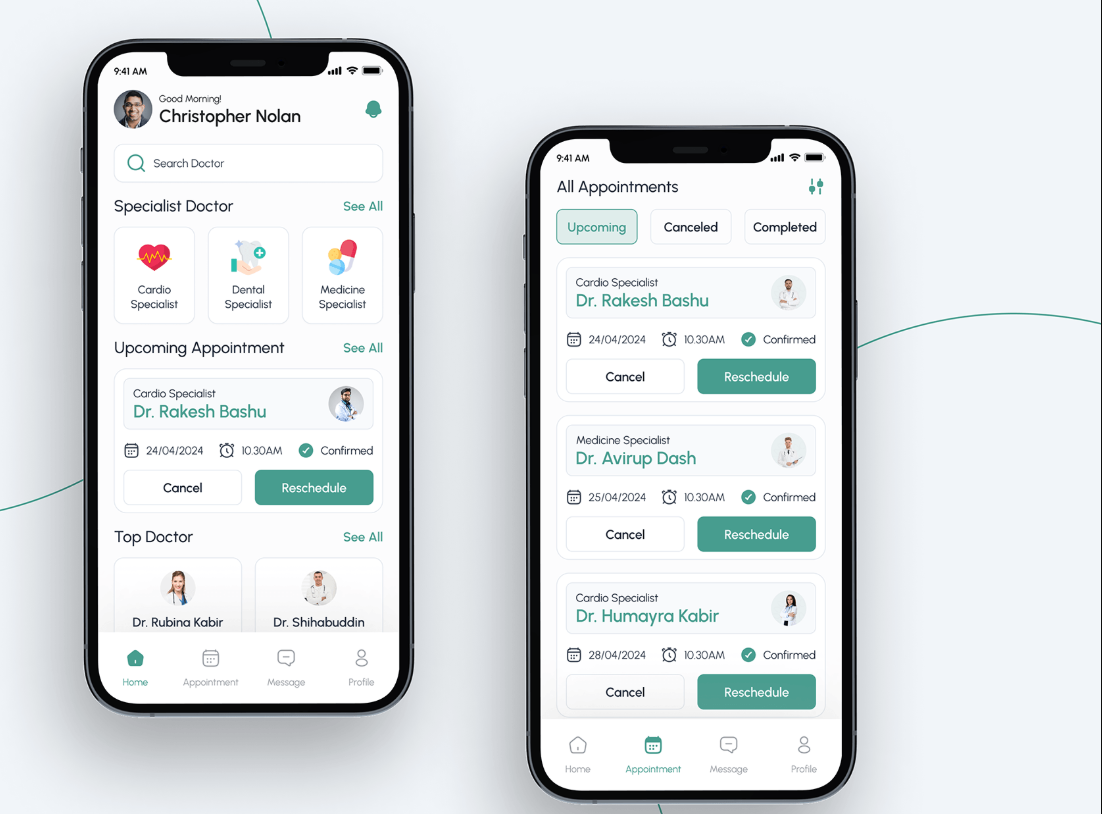 9:41 AM
Good Morning!
Christopher Nolan
Search Doctor
Specialist Doctor See All
Cardio Specialist
Dental Specialist
Medicine Specialist
Upcoming Appointment See All
Cardio Specialist
Dr. Rakesh Bashu
24/04/2024 10.30AM Confirmed
Cancel Reschedule
Top Doctor See All
Dr. Rubina Kabir Dr. Shihabuddin
Home Appointment Message Profile
9:41 AM
All Appointments
Upcoming Canceled Completed
Cardio Specialist
Dr. Rakesh Bashu
24/04/2024 10.30AM Confirmed
Cancel Reschedule
Medicine Specialist
Dr. Avirup Dash
25/04/2024 10.30AM Confirmed
Cancel Reschedule
Cardio Specialist
Dr. Humayra Kabir
28/04/2024 10.30AM Confirmed
Cancel Reschedule
Home Appointment Message Profile